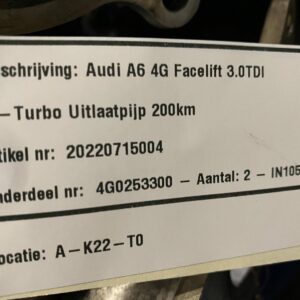 schrijving: Audi A6 4G Facelift 3.0TDI
–Turbo Uitlaatpijp 200km
tikel nr: 20220715004
nderdeel nr: 4G0253300 – Aantal: 2 – IN105
ocatie: A–K22–T0